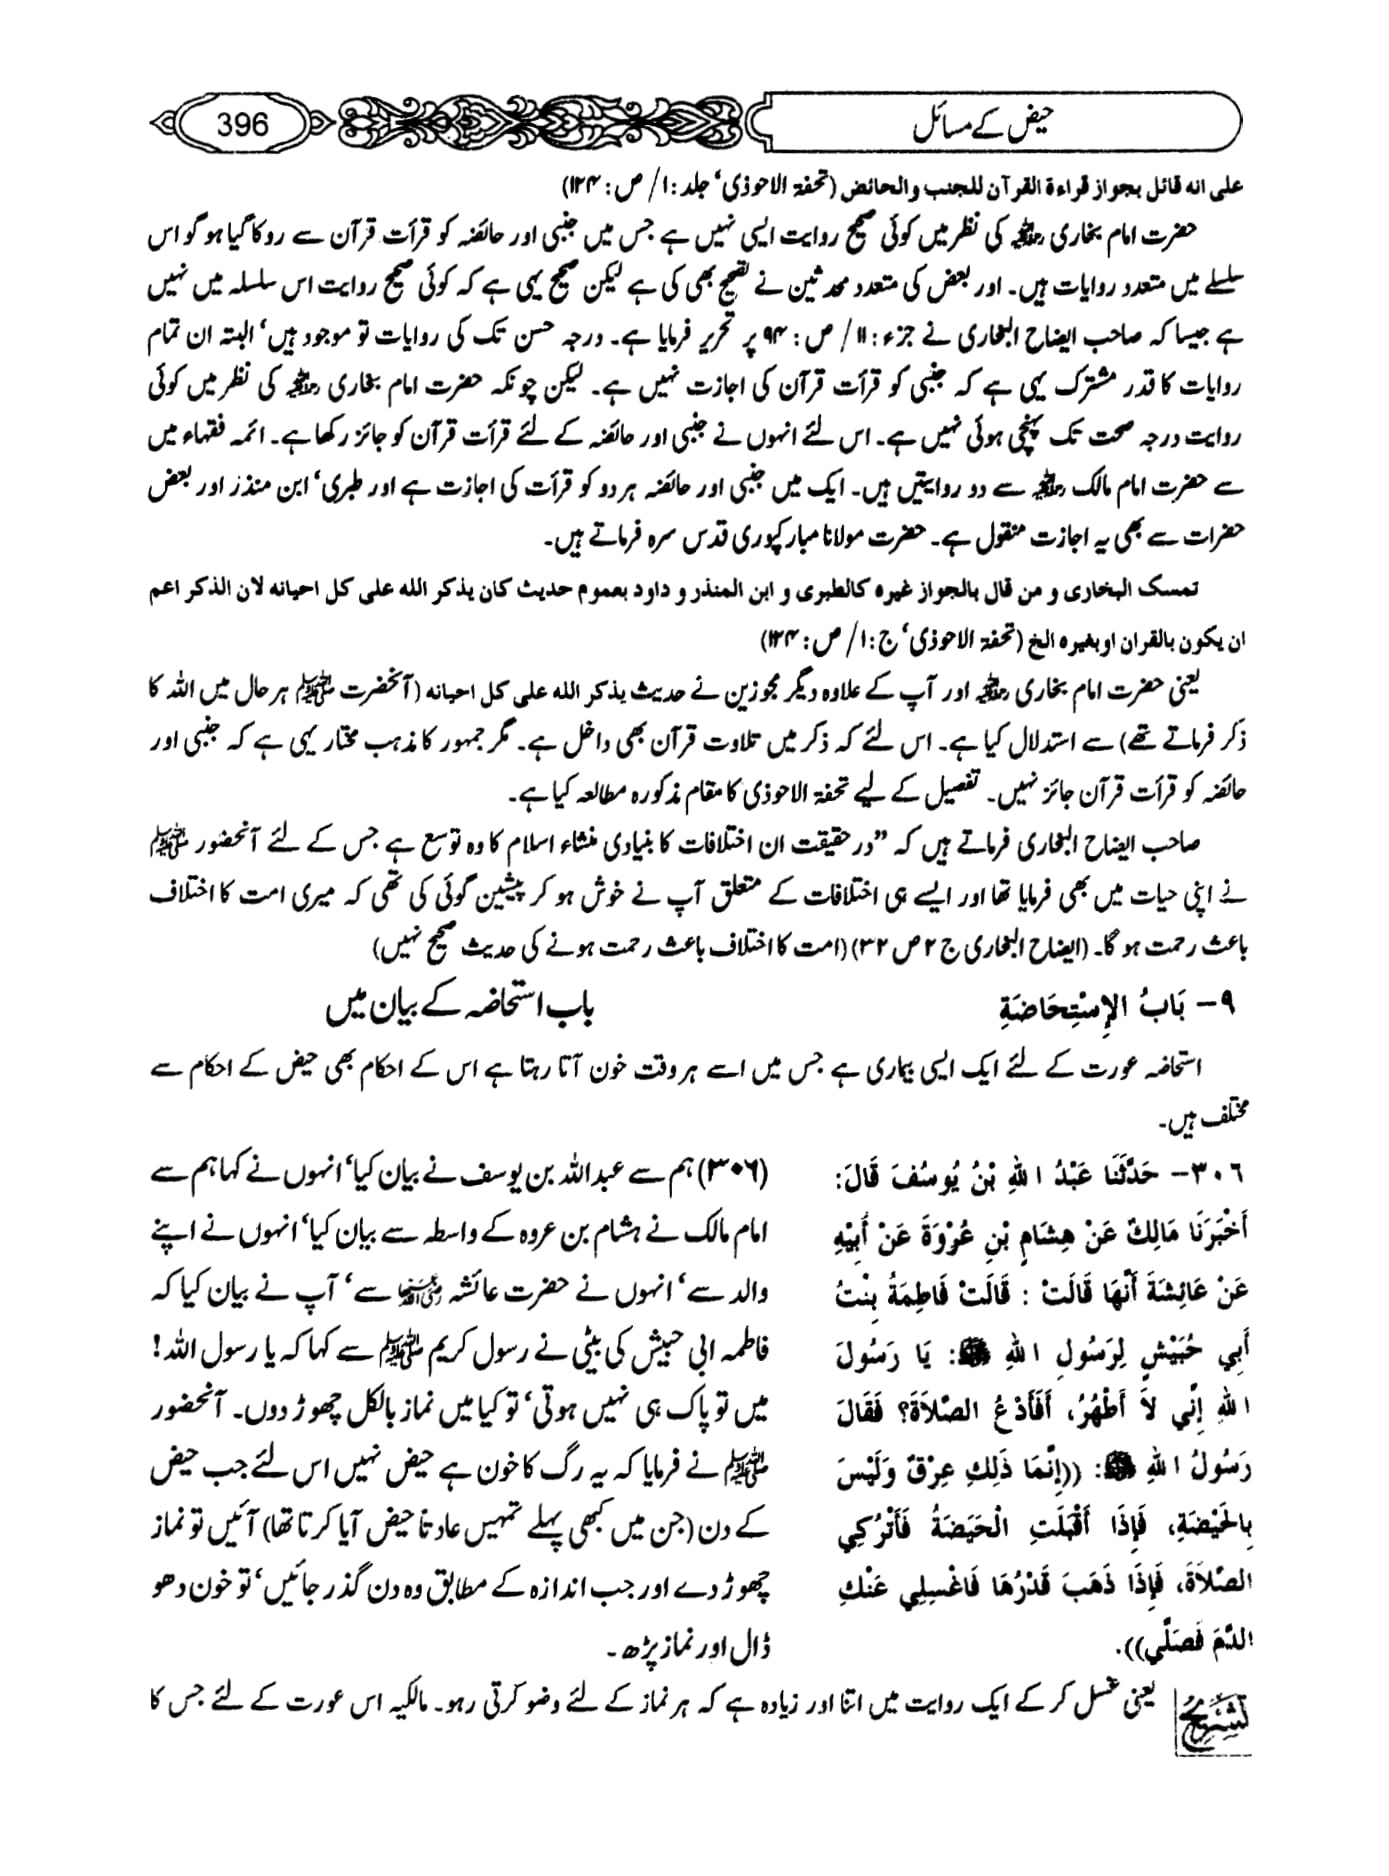 حیض کے مسائل
396
علی انه قائل بجواز قراءة القرآن للجنب والحائض (تحفۃ الاحوذی‘ جلد:۱/ ص:۱۲۴)
حضرت امام بخاری رحمۃ اللہ علیہ کی نظر میں کوئی صحیح روایت ایسی نہیں ہے جس میں جنبی اور حائضہ کو قرأت قرآن سے روکا گیا ہو گو اس
سلسلے میں متعدد روایات ہیں۔ اور بعض کی متعدد محدثین نے تصحیح بھی کی ہے لیکن صحیح یہی ہے کہ کوئی صحیح روایت اس سلسلہ میں نہیں
ہے جیسا کہ صاحب ایضاح البخاری نے جزء:۱۱/ ص:۹۴ پر تحریر فرمایا ہے۔ درجہ حسن تک کی روایات تو موجود ہیں‘ البتہ ان تمام
روایات کا قدر مشترک یہی ہے کہ جنبی کو قرأت قرآن کی اجازت نہیں ہے۔ لیکن چونکہ حضرت امام بخاری رحمۃ اللہ علیہ کی نظر میں کوئی
روایت درجہ صحت تک پہنچی ہوئی نہیں ہے۔ اس لئے انہوں نے جنبی اور حائضہ کے لئے قرأت قرآن کو جائز رکھا ہے۔ ائمہ فقہاء میں
سے حضرت امام مالک رحمۃ اللہ علیہ سے دو روایتیں ہیں۔ ایک میں جنبی اور حائضہ ہر دو کو قرأت کی اجازت ہے اور طبری‘ ابن منذر اور بعض
حضرات سے بھی یہ اجازت منقول ہے۔ حضرت مولانا مبارکپوری قدس سرہ فرماتے ہیں۔
تمسک البخاری و من قال بالجواز غیره کالطبری و ابن المنذر و داود بعموم حدیث کان یذکر الله علی کل احیانه لان الذکر اعم
ان یکون بالقران او بغیره الخ (تحفۃ الاحوذی‘ ج:۱/ ص:۱۲۴)
یعنی حضرت امام بخاری رحمۃ اللہ علیہ اور آپ کے علاوہ دیگر مجوزین نے حدیث یذکر الله علی کل احیانه (آنحضرت ﷺ ہر حال میں اللہ کا
ذکر فرماتے تھے) سے استدلال کیا ہے۔ اس لئے کہ ذکر میں تلاوت قرآن بھی داخل ہے۔ مگر جمہور کا مذہب مختار یہی ہے کہ جنبی اور
حائضہ کو قرأت قرآن جائز نہیں۔ تفصیل کے لیے تحفۃ الاحوذی کا مقام مذکورہ مطالعہ کیا ہے۔
صاحب ایضاح البخاری فرماتے ہیں کہ ”در حقیقت ان اختلافات کا بنیادی منشاء اسلام کا وہ توسع ہے جس کے لئے آنحضور ﷺ
نے اپنی حیات میں بھی فرمایا تھا اور ایسے ہی اختلافات کے متعلق آپ نے خوش ہو کر پیشین گوئی کی تھی کہ میری امت کا اختلاف
باعث رحمت ہو گا۔ (ایضاح البخاری ج ۲ ص ۳۲) (امت کا اختلاف باعث رحمت ہونے کی حدیث صحیح نہیں)
۹- بَابُ الإِسْتِحَاضَةِ
باب استحاضہ کے بیان میں
استحاضہ عورت کے لئے ایک ایسی بیماری ہے جس میں اسے ہر وقت خون آتا رہتا ہے اس کے احکام بھی حیض کے احکام سے
مختلف ہیں۔
٣٠٦- حَدَّثَنَا عَبْدُ اللهِ بْنُ يُوسُفَ قَالَ:
أَخْبَرَنَا مَالِكٌ عَنْ هِشَامِ بْنِ عُرْوَةَ عَنْ أَبِيْهِ
عَنْ عَائِشَةَ أَنَّهَا قَالَتْ : قَالَتْ فَاطِمَةُ بِنْتُ
أَبِي حُبَيْشٍ لِرَسُولِ اللهِ ﷺ: يَا رَسُولَ
اللهِ إِنِّي لاَ أَطْهُرُ، أَفَأَدَعُ الصَّلاَةَ؟ فَقَالَ
رَسُولُ اللهِ ﷺ: ((إِنَّمَا ذَلِكِ عِرْقٌ وَلَيْسَ
بِالْحَيْضَةِ، فَإِذَا أَقْبَلَتِ الْحَيْضَةُ فَأتْرُكِي
الصَّلاَةَ، فَإِذَا ذَهَبَ قَدْرُهَا فَاغْسِلِي عَنْكِ
الدَّمَ فَصَلِّي)).
(۳۰۶) ہم سے عبداللہ بن یوسف نے بیان کیا‘ انہوں نے کہا ہم سے
امام مالک نے ہشام بن عروہ کے واسطہ سے بیان کیا‘ انہوں نے اپنے
والد سے‘ انہوں نے حضرت عائشہ رضی اللہ عنہا سے‘ آپ نے بیان کیا کہ
فاطمہ ابی حبیش کی بیٹی نے رسول کریم ﷺ سے کہا کہ یا رسول اللہ!
میں تو پاک ہی نہیں ہوتی‘ تو کیا میں نماز بالکل چھوڑ دوں۔ آنحضور
ﷺ نے فرمایا کہ یہ رگ کا خون ہے حیض نہیں اس لئے جب حیض
کے دن (جن میں کبھی پہلے تمہیں عادتاً حیض آیا کرتا تھا) آئیں تو نماز
چھوڑ دے اور جب اندازہ کے مطابق وہ دن گذر جائیں‘ تو خون دھو
ڈال اور نماز پڑھ۔
تشریح
یعنی غسل کر کے ایک روایت میں اتنا اور زیادہ ہے کہ ہر نماز کے لئے وضو کرتی رہو۔ مالکیہ اس عورت کے لئے جس کا